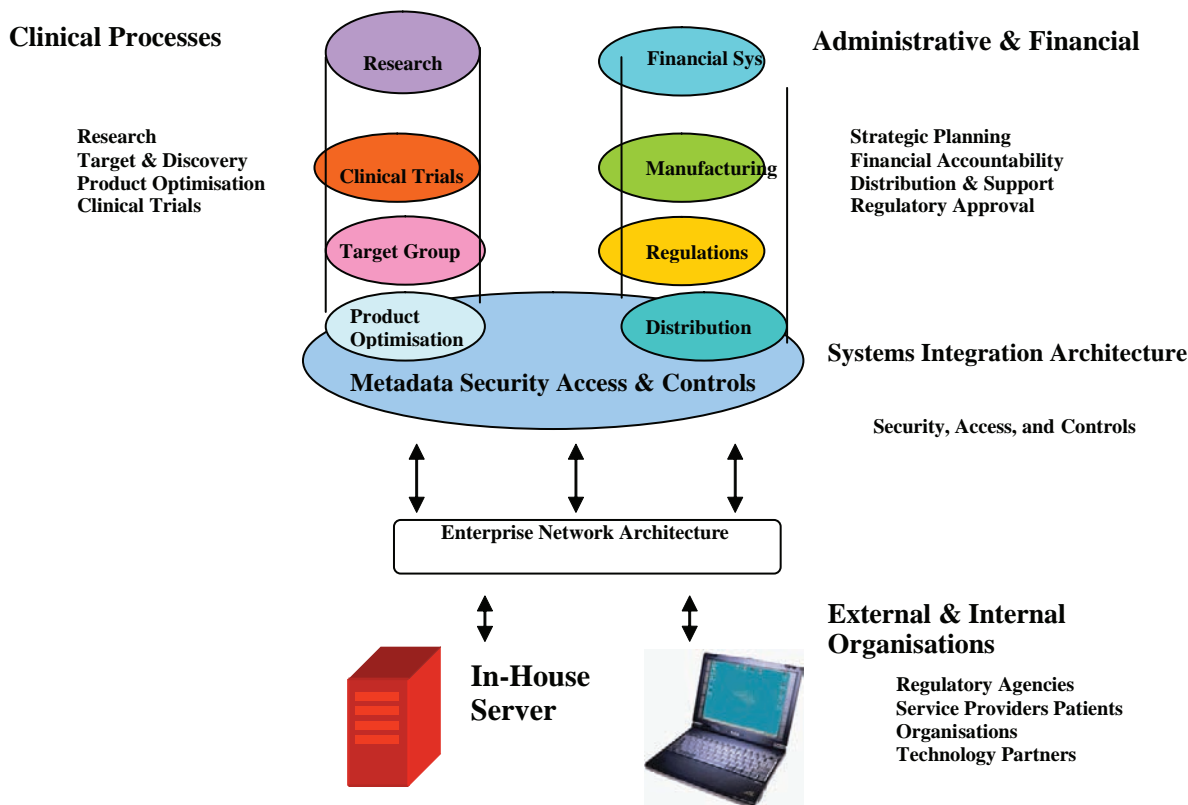 Clinical Processes
Research
Target & Discovery
Product Optimisation
Clinical Trials
Research
Clinical Trials
Target Group
Product
Optimisation
Financial Sys
Manufacturing
Regulations
Distribution
Administrative & Financial
Strategic Planning
Financial Accountability
Distribution & Support
Regulatory Approval
Metadata Security Access & Controls
Systems Integration Architecture
Security, Access, and Controls
Enterprise Network Architecture
In-House
Server
External & Internal
Organisations
Regulatory Agencies
Service Providers Patients
Organisations
Technology Partners